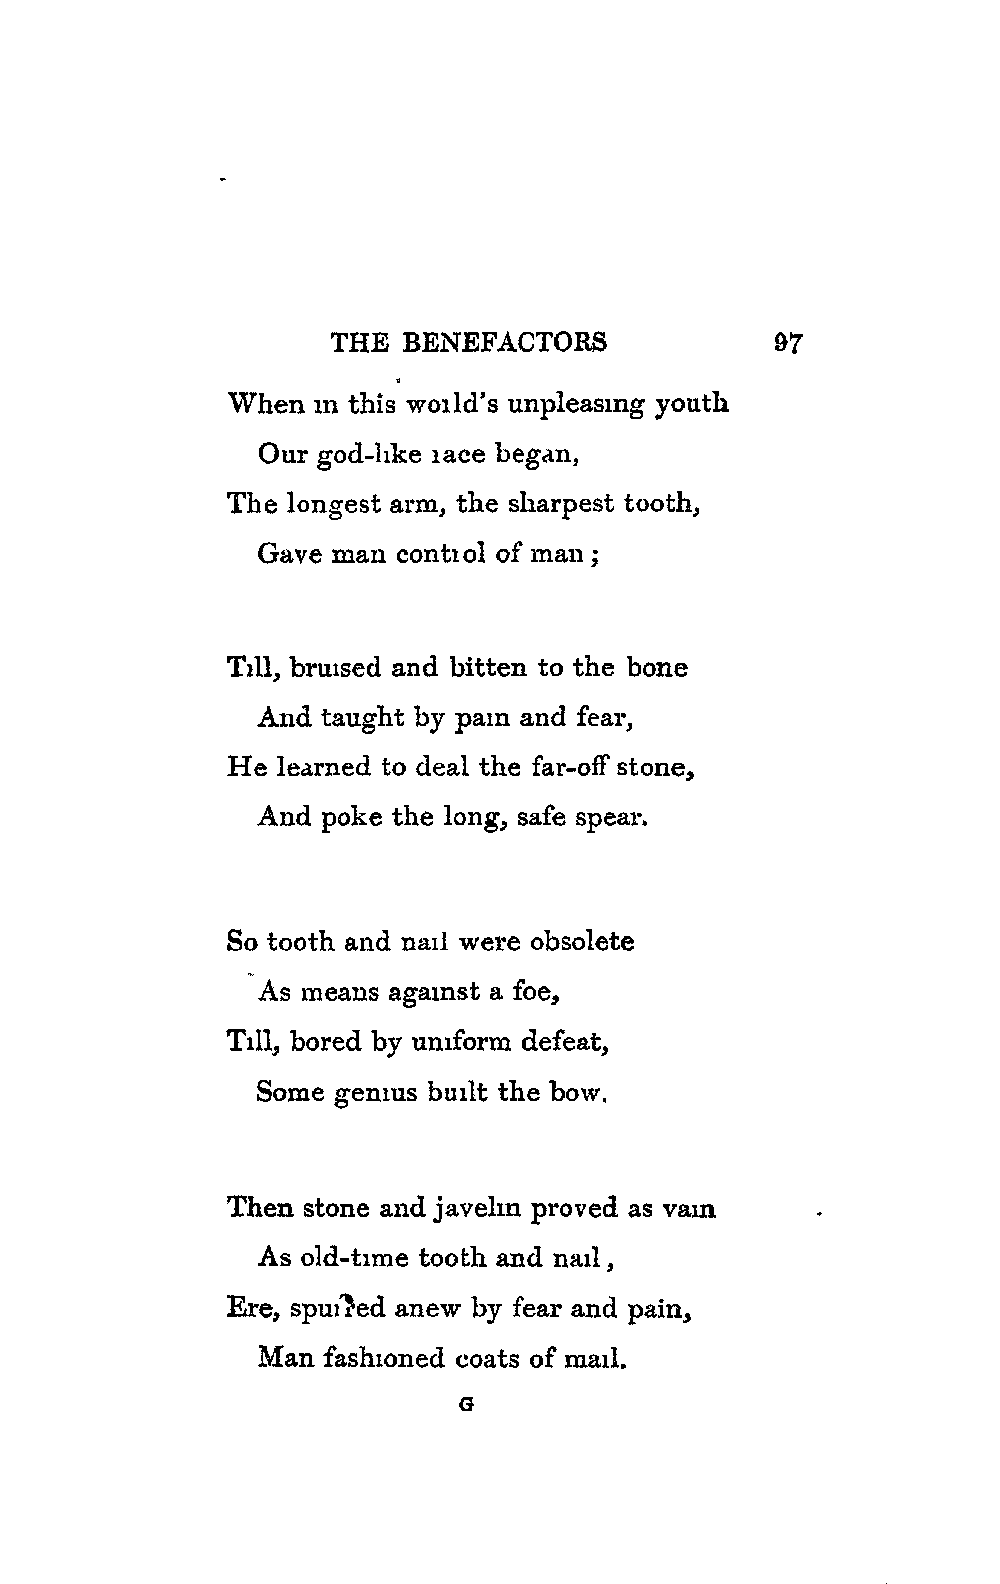 THE BENEFACTORS 97
When in this world's unpleasing youth
Our god-like race began,
The longest arm, the sharpest tooth,
Gave man control of man;
Till, bruised and bitten to the bone
And taught by pain and fear,
He learned to deal the far-off stone,
And poke the long, safe spear.
So tooth and nail were obsolete
As means against a foe,
Till, bored by uniform defeat,
Some genius built the bow.
Then stone and javelin proved as vain
As old-time tooth and nail,
Ere, spurred anew by fear and pain,
Man fashioned coats of mail.
G